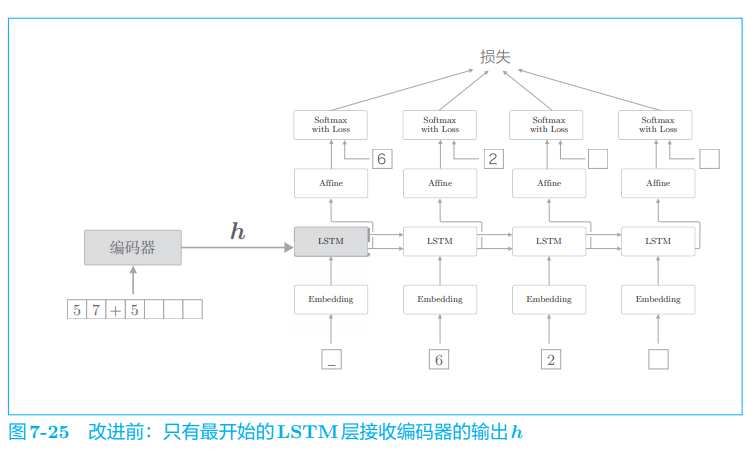 损失
Softmax with Loss
Softmax with Loss
Softmax with Loss
Softmax with Loss
6
2
Affine
Affine
Affine
Affine
编码器
h
LSTM
LSTM
LSTM
LSTM
5 7 + 5
Embedding
Embedding
Embedding
Embedding
_
6
2
图 7-25 改进前：只有最开始的 LSTM 层接收编码器的输出 h